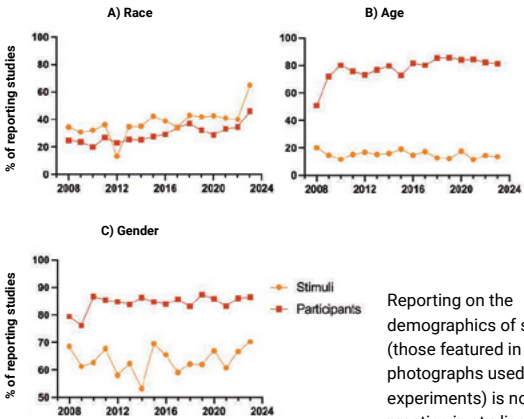 A) Race
B) Age
% of reporting studies
100
80
60
40
20
0
2008
2012
2016
2020
2024
100
80
60
40
20
0
2008
2012
2016
2020
2024
C) Gender
% of reporting studies
100
90
80
70
60
50
2008
2012
2016
2020
2024
Stimuli
Participants
Reporting on the
demographics of
(those featured in
photographs used
experiments) is